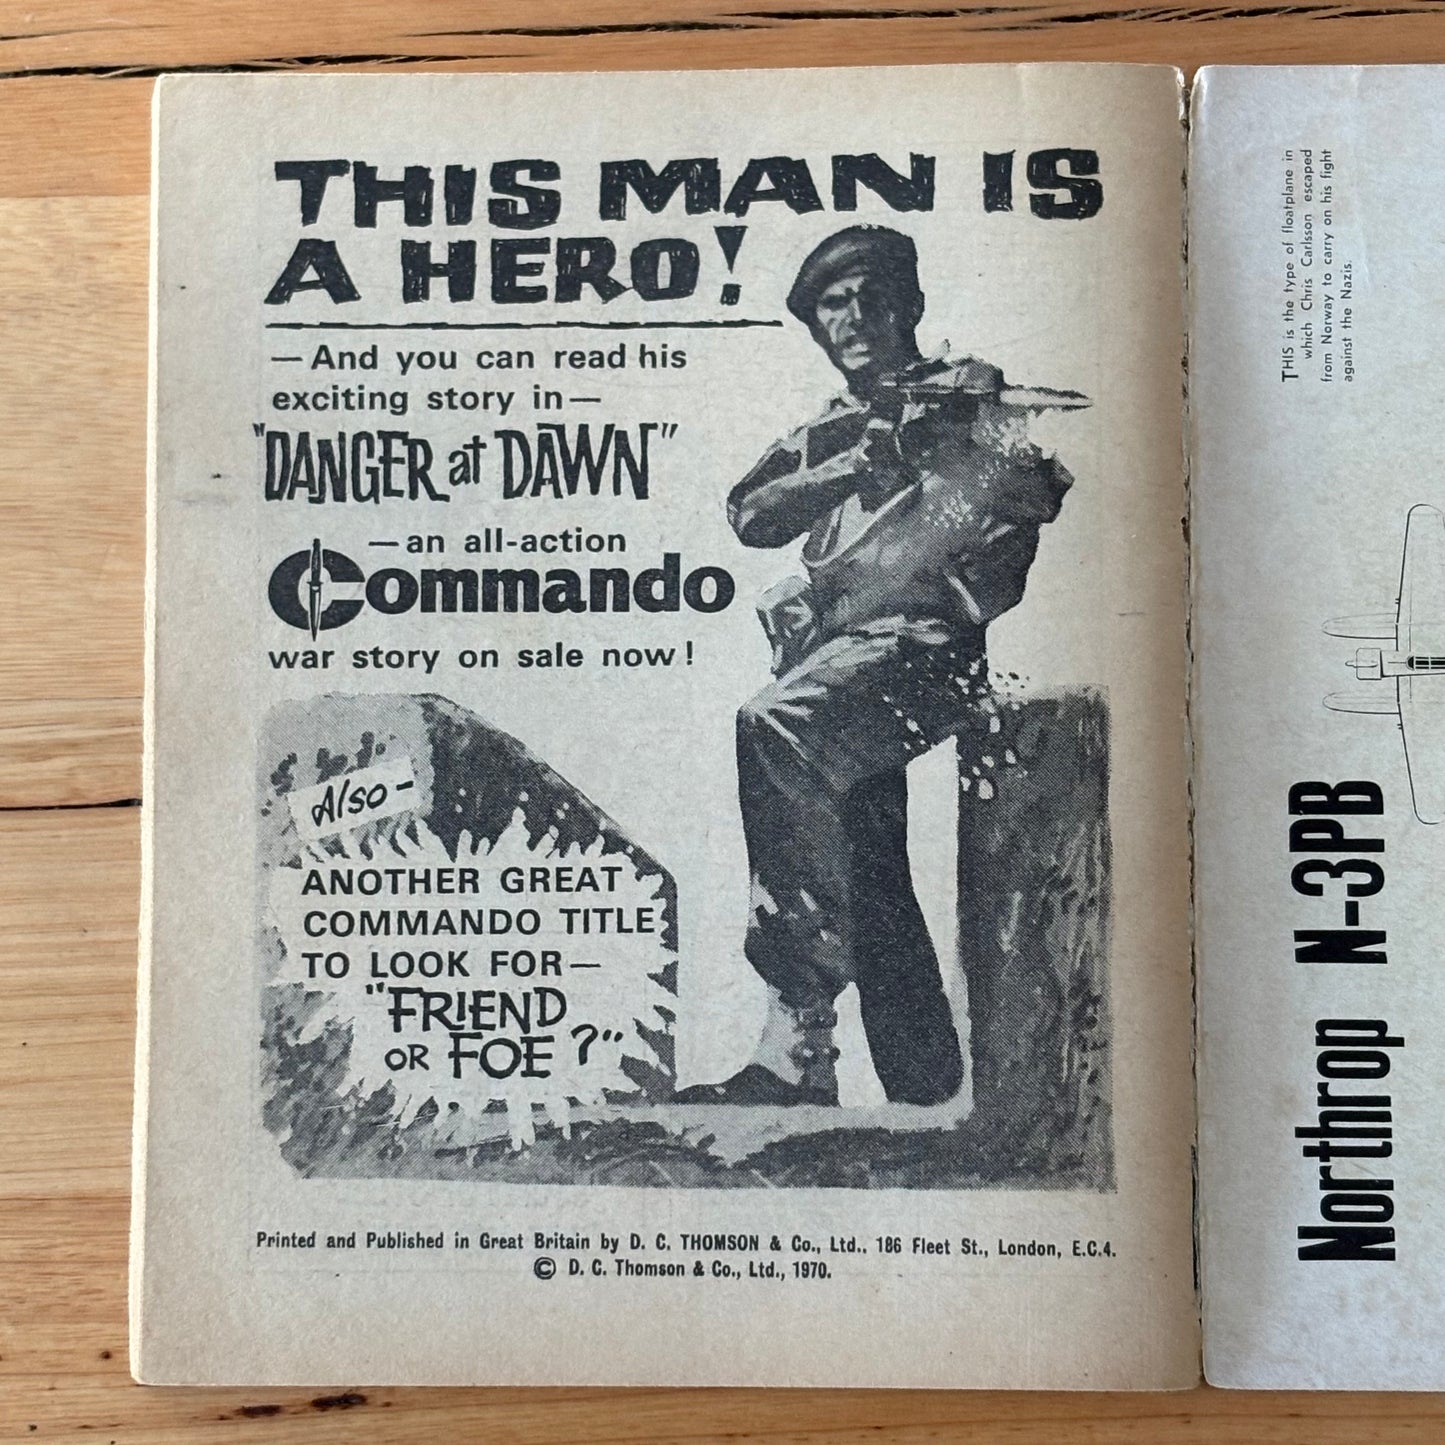 THIS MAN IS
A HERO!
—And you can read his
exciting story in—
"DANGER at DAWN"
—an all-action
Commando
war story on sale now!
Also-
ANOTHER GREAT
COMMANDO TITLE
TO LOOK FOR—
"FRIEND
OR FOE?"
Printed and Published in Great Britain by D. C. THOMSON & Co., Ltd., 186 Fleet St., London, E.C.4.
© D. C. Thomson & Co., Ltd., 1970.
THIS is the type of floatplane in
which Chris Carlsson escaped
from Norway to carry on his fight
against the Nazis.
Northrop N-3PB